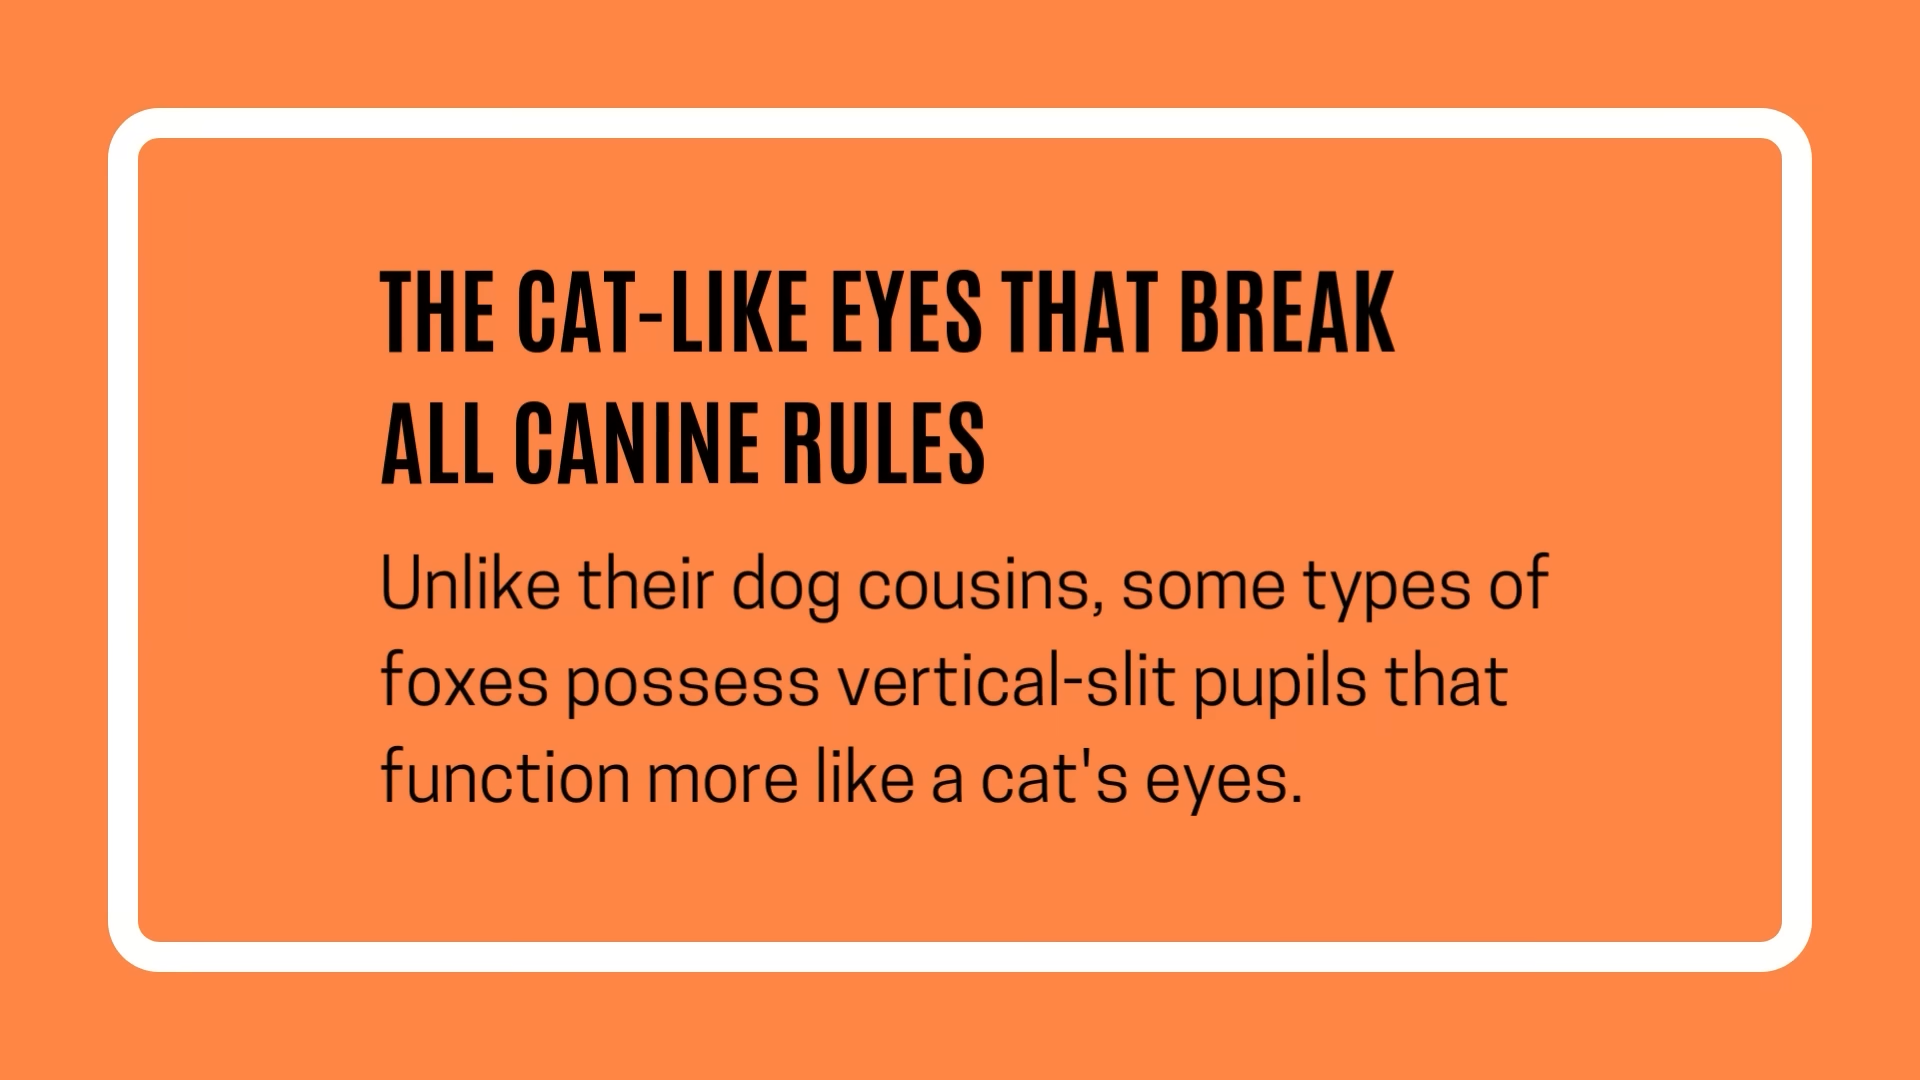 THE CAT-LIKE EYES THAT BREAK
ALL CANINE RULES
Unlike their dog cousins, some types of
foxes possess vertical-slit pupils that
function more like a cat's eyes.